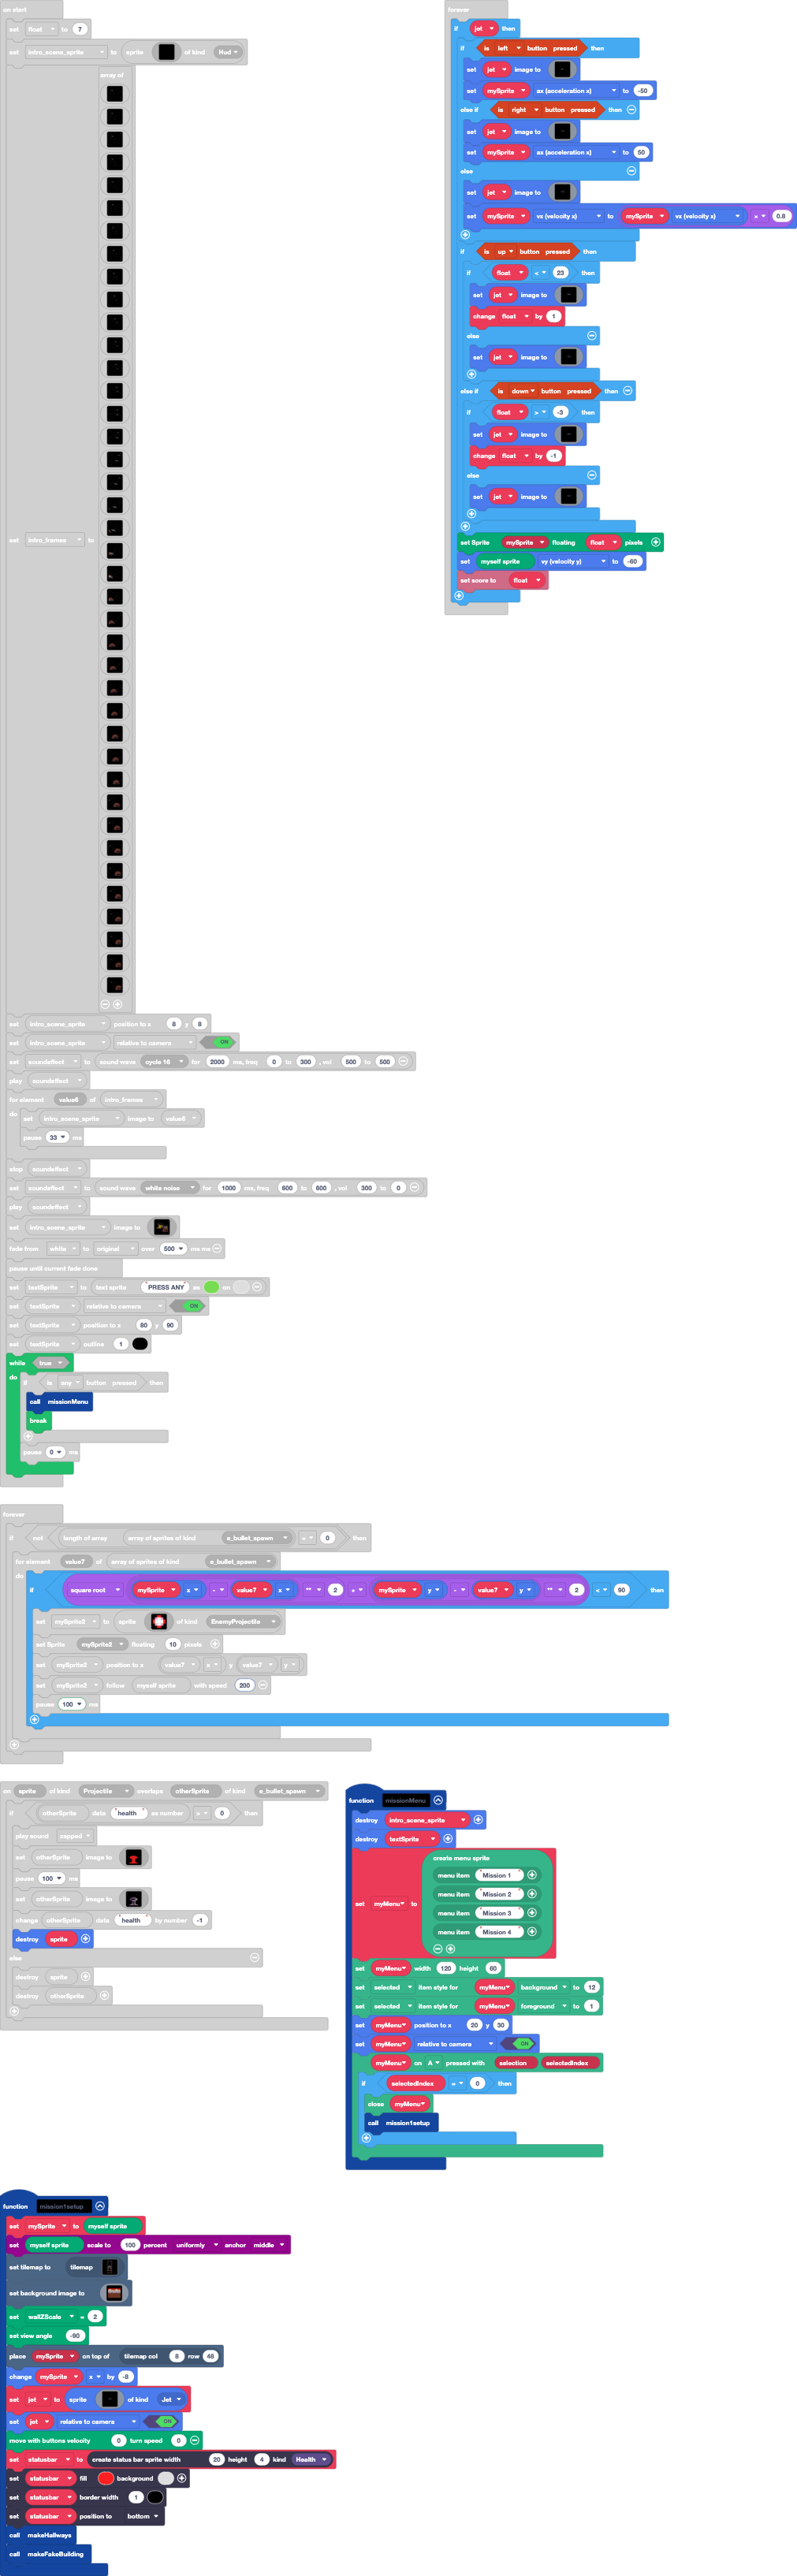 on start
set float to 7
set intro_scene_sprite to sprite of kind Hud
array of
set intro_frames to
set intro_scene_sprite position to x 8 y 8
set intro_scene_sprite relative to camera ON
set soundeffect to sound wave cycle 16 for 2000 ms, freq 0 to 300 , vol 500 to 500
play soundeffect
for element value6 of intro_frames
do set intro_scene_sprite image to value6
pause 33 ms
stop soundeffect
set soundeffect to sound wave white noise for 1000 ms, freq 600 to 600 , vol 300 to 0
play soundeffect
set intro_scene_sprite image to
fade from white to original over 500 ms ms
pause until current fade done
set textSprite to text sprite PRESS ANY as on
set textSprite relative to camera ON
set textSprite position to x 80 y 90
set textSprite outline 1
while true
do if is any button pressed then
call missionMenu
break
pause 0 ms
forever
if jet then
if is left button pressed then
set jet image to
set mySprite ax (acceleration x) to -50
else if is right button pressed then
set jet image to
set mySprite ax (acceleration x) to 50
else
set jet image to
set mySprite vx (velocity x) to mySprite vx (velocity x) × 0.8
if is up button pressed then
if float < 23 then
set jet image to
change float by 1
else
set jet image to
else if is down button pressed then
if float > -3 then
set jet image to
change float by -1
else
set jet image to
set Sprite mySprite floating float pixels
set myself sprite vy (velocity y) to -60
set score to float
forever
if not length of array array of sprites of kind e_bullet_spawn = 0 then
for element value7 of array of sprites of kind e_bullet_spawn
do if square root mySprite x - value7 x ** 2 + mySprite y - value7 y ** 2 < 90 then
set mySprite2 to sprite of kind EnemyProjectile
set Sprite mySprite2 floating 10 pixels
set mySprite2 position to x value7 x y value7 y
set mySprite2 follow myself sprite with speed 200
pause 100 ms
on sprite of kind Projectile overlaps otherSprite of kind e_bullet_spawn
if otherSprite data health as number > 0 then
play sound zapped
set otherSprite image to
pause 100 ms
set otherSprite image to
change otherSprite data health by number -1
destroy sprite
else
destroy sprite
destroy otherSprite
function missionMenu
destroy intro_scene_sprite
destroy textSprite
create menu sprite
menu item Mission 1
menu item Mission 2
set myMenu to
menu item Mission 3
menu item Mission 4
set myMenu width 120 height 60
set selected item style for myMenu background to 12
set selected item style for myMenu foreground to 1
set myMenu position to x 20 y 30
set myMenu relative to camera ON
myMenu on A pressed with selection selectedIndex
if selectedIndex = 0 then
close myMenu
call mission1setup
function mission1setup
set mySprite to myself sprite
set myself sprite scale to 100 percent uniformly anchor middle
set tilemap to tilemap
set background image to
set wallZScale = 2
set view angle -90
place mySprite on top of tilemap col 8 row 48
change mySprite x by -8
set jet to sprite of kind Jet
set jet relative to camera ON
move with buttons velocity 0 turn speed 0
set statusbar to create status bar sprite width 20 height 4 kind Health
set statusbar fill background
set statusbar border width 1
set statusbar position to bottom
call makeHallways
call makeFakeBuilding